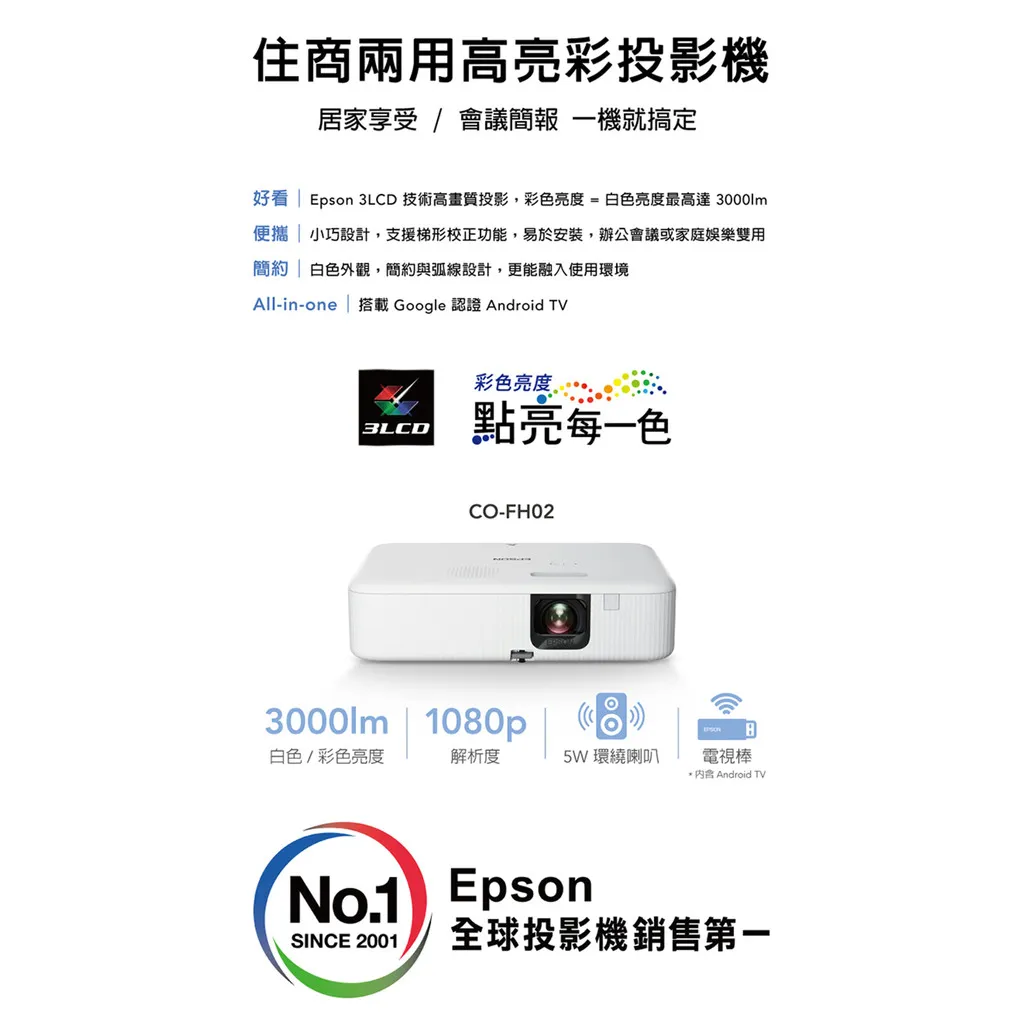 住商兩用高亮彩投影機
居家享受 / 會議簡報 一機就搞定
好看｜Epson 3LCD 技術高畫質投影，彩色亮度 = 白色亮度最高達 3000lm
便攜｜小巧設計，支援梯形校正功能，易於安裝，辦公會議或家庭娛樂雙用
簡約｜白色外觀，簡約與弧線設計，更能融入使用環境
All-in-one｜搭載 Google 認證 Android TV
3LCD
彩色亮度
點亮每一色
CO-FH02
EPSON
EPSON
3000lm
白色 / 彩色亮度
1080p
解析度
5W 環繞喇叭
EPSON
電視棒
* 內含 Android TV
No.1
SINCE 2001
Epson
全球投影機銷售第一